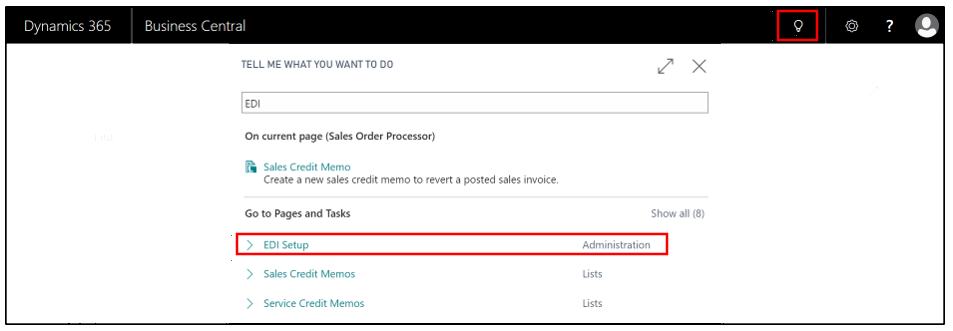 Dynamics 365 Business Central ?
TELL ME WHAT YOU WANT TO DO
EDI
On current page (Sales Order Processor)
Sales Credit Memo
Create a new sales credit memo to revert a posted sales invoice.
Go to Pages and Tasks Show all (8)
EDI Setup Administration
Sales Credit Memos Lists
Service Credit Memos Lists